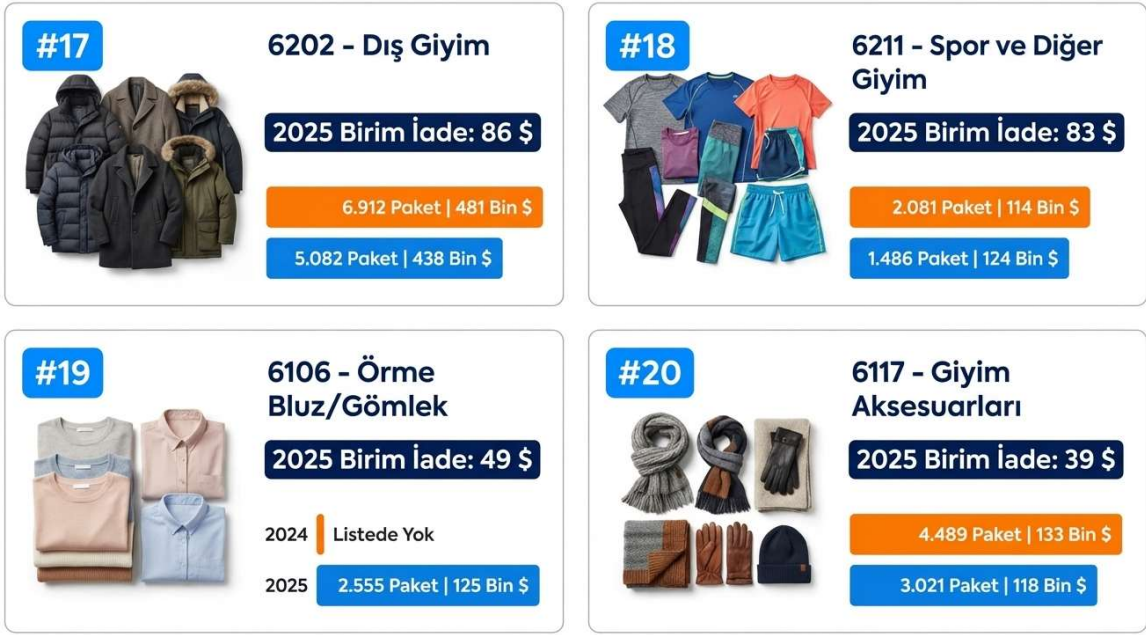 #17
6202 - Dış Giyim
2025 Birim İade: 86 $
6.912 Paket | 481 Bin $
5.082 Paket | 438 Bin $
#18
6211 - Spor ve Diğer
Giyim
2025 Birim İade: 83 $
2.081 Paket | 114 Bin $
1.486 Paket | 124 Bin $
#19
6106 - Örme
Bluz/Gömlek
2025 Birim İade: 49 $
2024 Listede Yok
2025 2.555 Paket | 125 Bin $
#20
6117 - Giyim
Aksesuarları
2025 Birim İade: 39 $
4.489 Paket | 133 Bin $
3.021 Paket | 118 Bin $